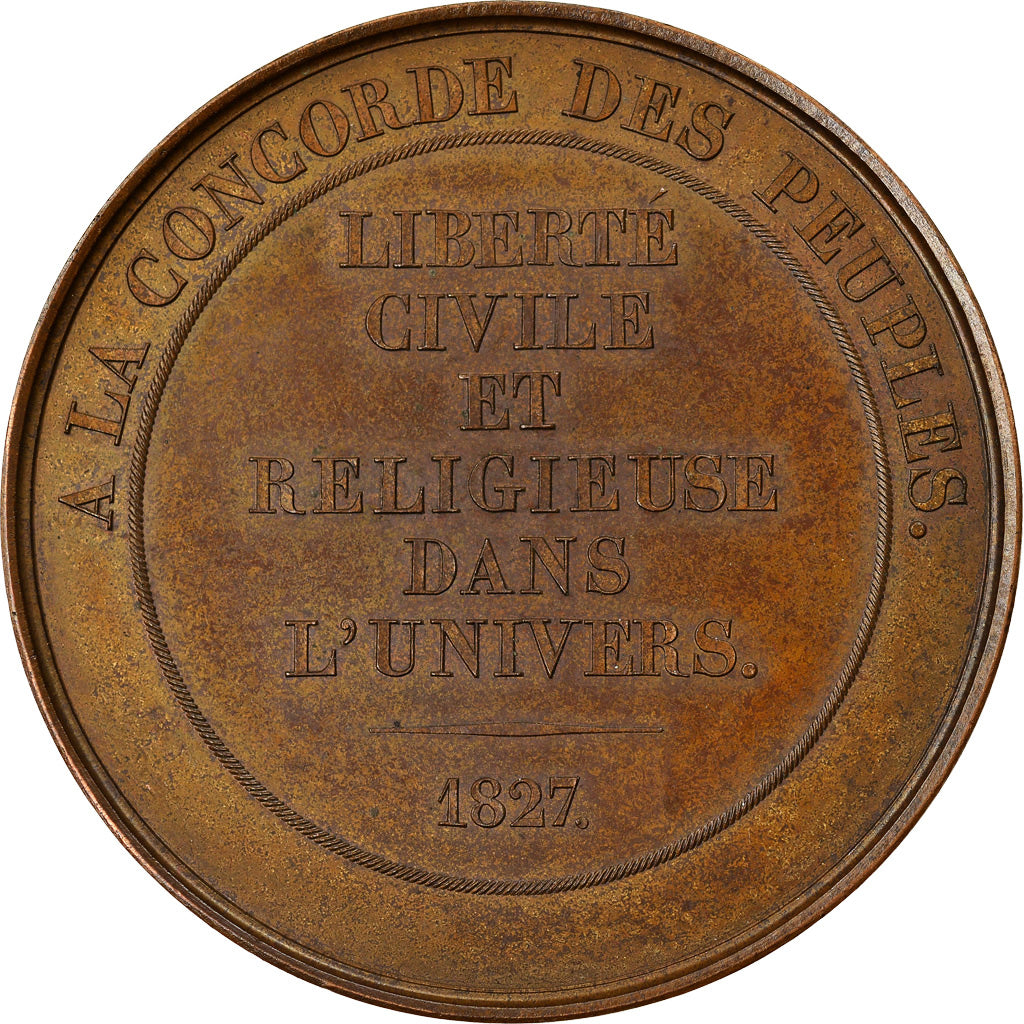 A LA CONCORDE DES PEUPLES.
LIBERTÉ
CIVILE
ET
RELIGIEUSE
DANS
L'UNIVERS.
1827.